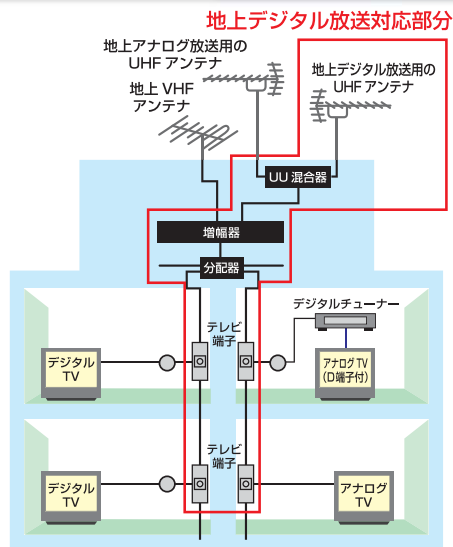 地上デジタル放送対応部分
地上アナログ放送用の
UHF アンテナ
地上デジタル放送用の
UHF アンテナ
地上 VHF
アンテナ
UU 混合器
増幅器
分配器
デジタルチューナー
テレビ
端子
デジタル
TV
アナログ TV
(D端子付)
テレビ
端子
デジタル
TV
アナログ
TV